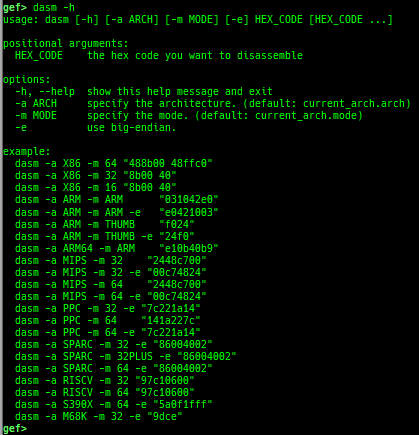 gef> dasm -h
usage: dasm [-h] [-a ARCH] [-m MODE] [-e] HEX_CODE [HEX_CODE ...]

positional arguments:
  HEX_CODE    the hex code you want to disassemble

options:
  -h, --help  show this help message and exit
  -a ARCH     specify the architecture. (default: current_arch.arch)
  -m MODE     specify the mode. (default: current_arch.mode)
  -e          use big-endian.

example:
  dasm -a X86 -m 64 "488b00 48ffc0"
  dasm -a X86 -m 32 "8b00 40"
  dasm -a X86 -m 16 "8b00 40"
  dasm -a ARM -m ARM      "031042e0"
  dasm -a ARM -m ARM -e   "e0421003"
  dasm -a ARM -m THUMB    "f024"
  dasm -a ARM -m THUMB -e "24f0"
  dasm -a ARM64 -m ARM    "e10b40b9"
  dasm -a MIPS -m 32    "2448c700"
  dasm -a MIPS -m 32 -e "00c74824"
  dasm -a MIPS -m 64    "2448c700"
  dasm -a MIPS -m 64 -e "00c74824"
  dasm -a PPC -m 32 -e "7c221a14"
  dasm -a PPC -m 64    "141a227c"
  dasm -a PPC -m 64 -e "7c221a14"
  dasm -a SPARC -m 32 -e "86004002"
  dasm -a SPARC -m 32PLUS -e "86004002"
  dasm -a SPARC -m 64 -e "86004002"
  dasm -a RISCV -m 32 "97c10600"
  dasm -a RISCV -m 64 "97c10600"
  dasm -a S390X -m 64 -e "5a0f1fff"
  dasm -a M68K -m 32 -e "9dce"
gef>